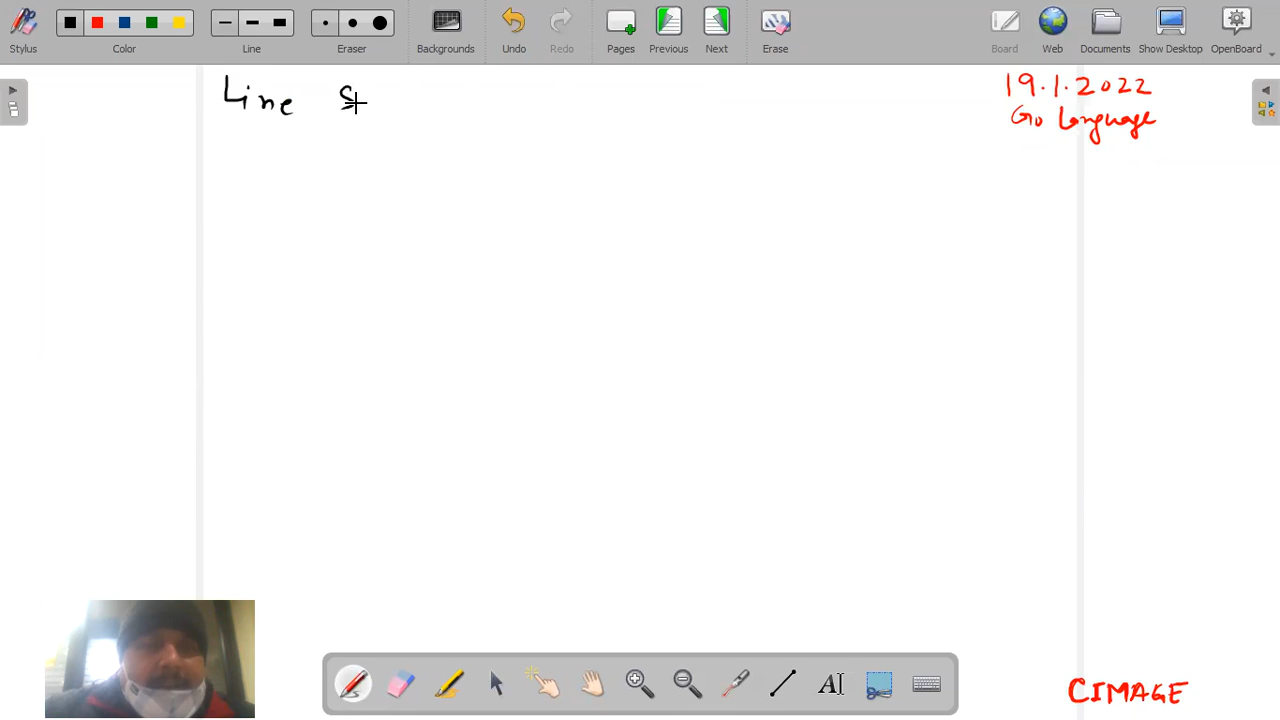 Stylus
Color
Line
Eraser
Backgrounds
Undo
Redo
Pages
Previous
Next
Erase
Board
Web
Documents
Show Desktop
OpenBoard
Line S
19.1.2022
Go Language
CIMAGE